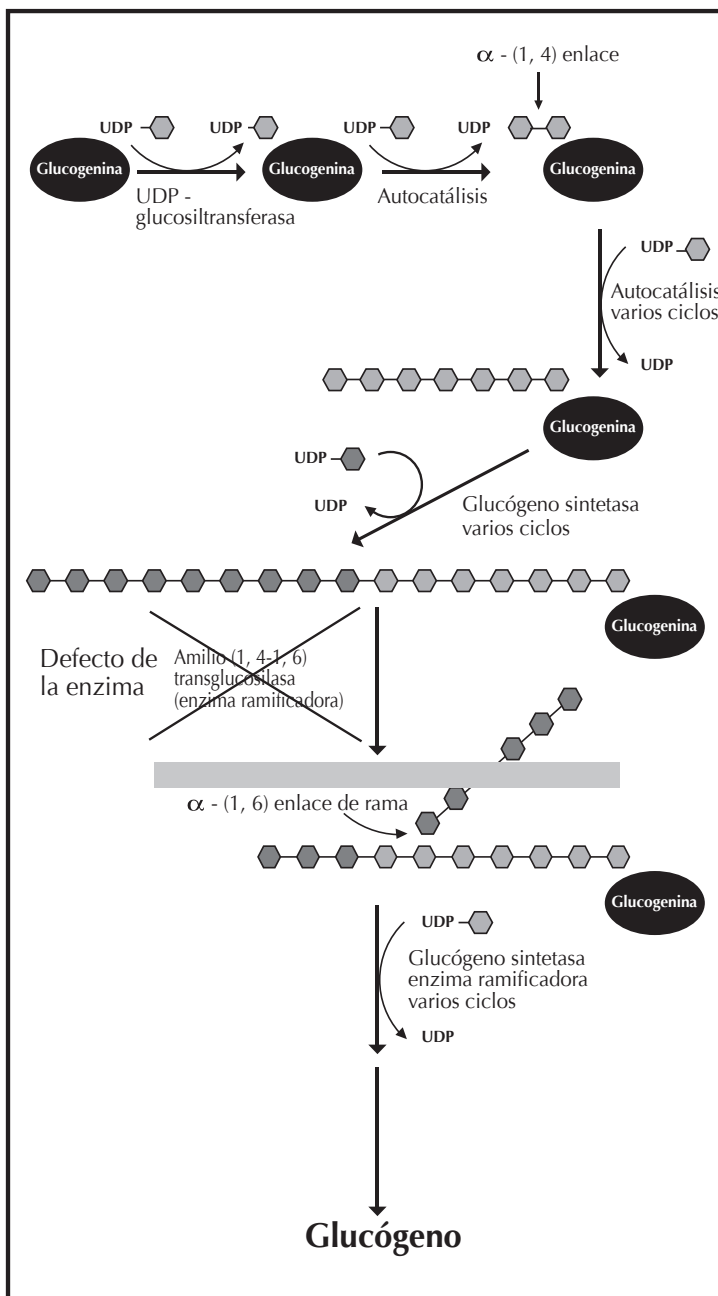 α - (1, 4) enlace
UDP
UDP
UDP
UDP
Glucogenina
Glucogenina
Glucogenina
UDP -
glucosiltransferasa
Autocatálisis
UDP
Autocatálisis
varios ciclos
UDP
Glucogenina
UDP
UDP
Glucógeno sintetasa
varios ciclos
Glucogenina
Defecto de
la enzima
Amilio (1, 4-1, 6)
transglucosilasa
(enzima ramificadora)
α - (1, 6) enlace de rama
Glucogenina
UDP
Glucógeno sintetasa
enzima ramificadora
varios ciclos
UDP
Glucógeno